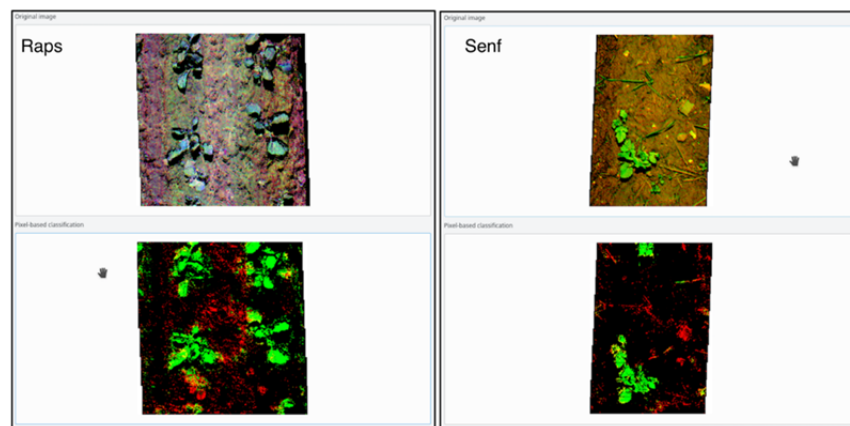 Original image
Raps
Pixel-based classification
Original image
Senf
Pixel-based classification